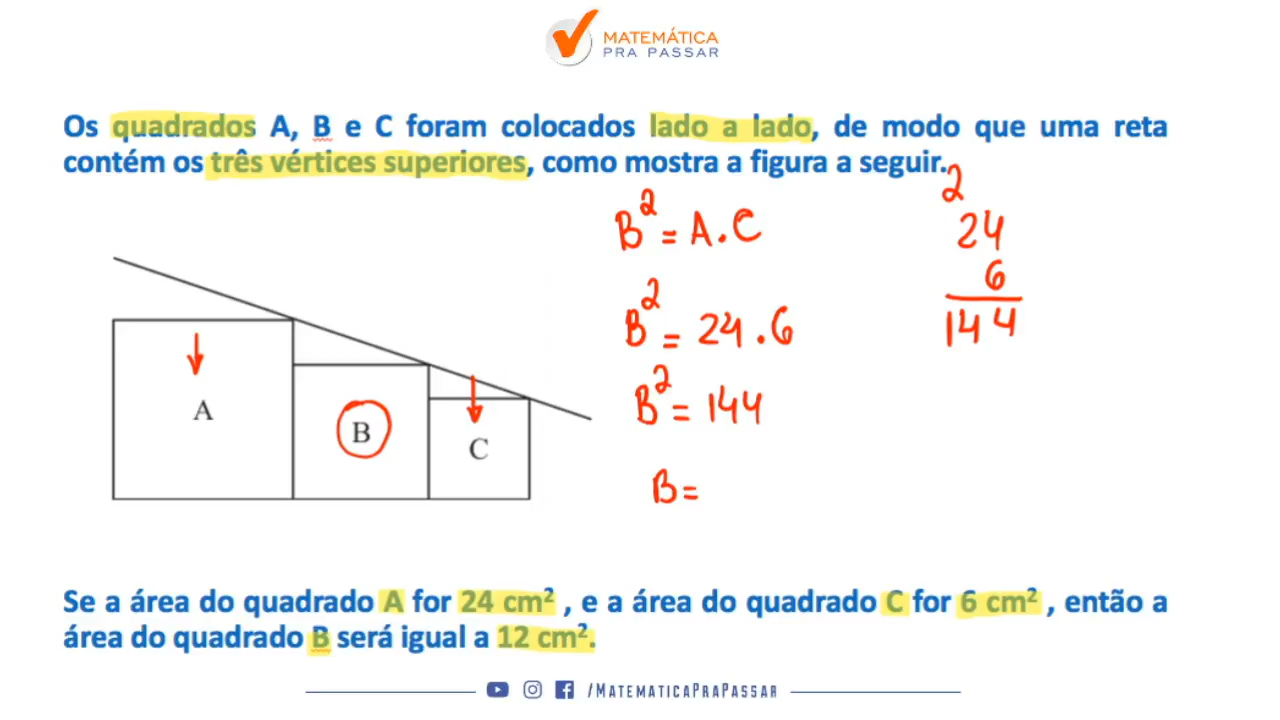 MATEMÁTICA
PRA PASSAR
Os quadrados A, B e C foram colocados lado a lado, de modo que uma reta
contém os três vértices superiores, como mostra a figura a seguir.
B² = A.C
B² = 24.6
B² = 144
B=
2
24
6
144
A
B
C
Se a área do quadrado A for 24 cm² , e a área do quadrado C for 6 cm² , então a
área do quadrado B será igual a 12 cm².
/MATEMATICAPRAPASSAR